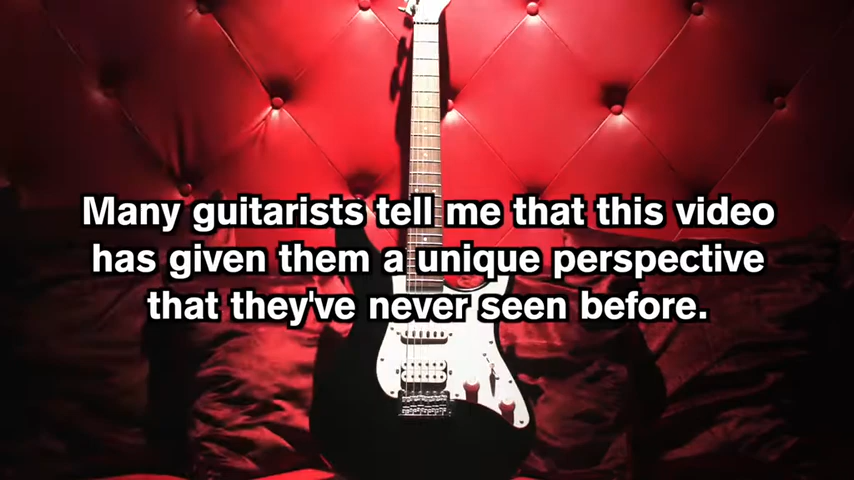 Many guitarists tell me that this video
has given them a unique perspective
that they've never seen before.